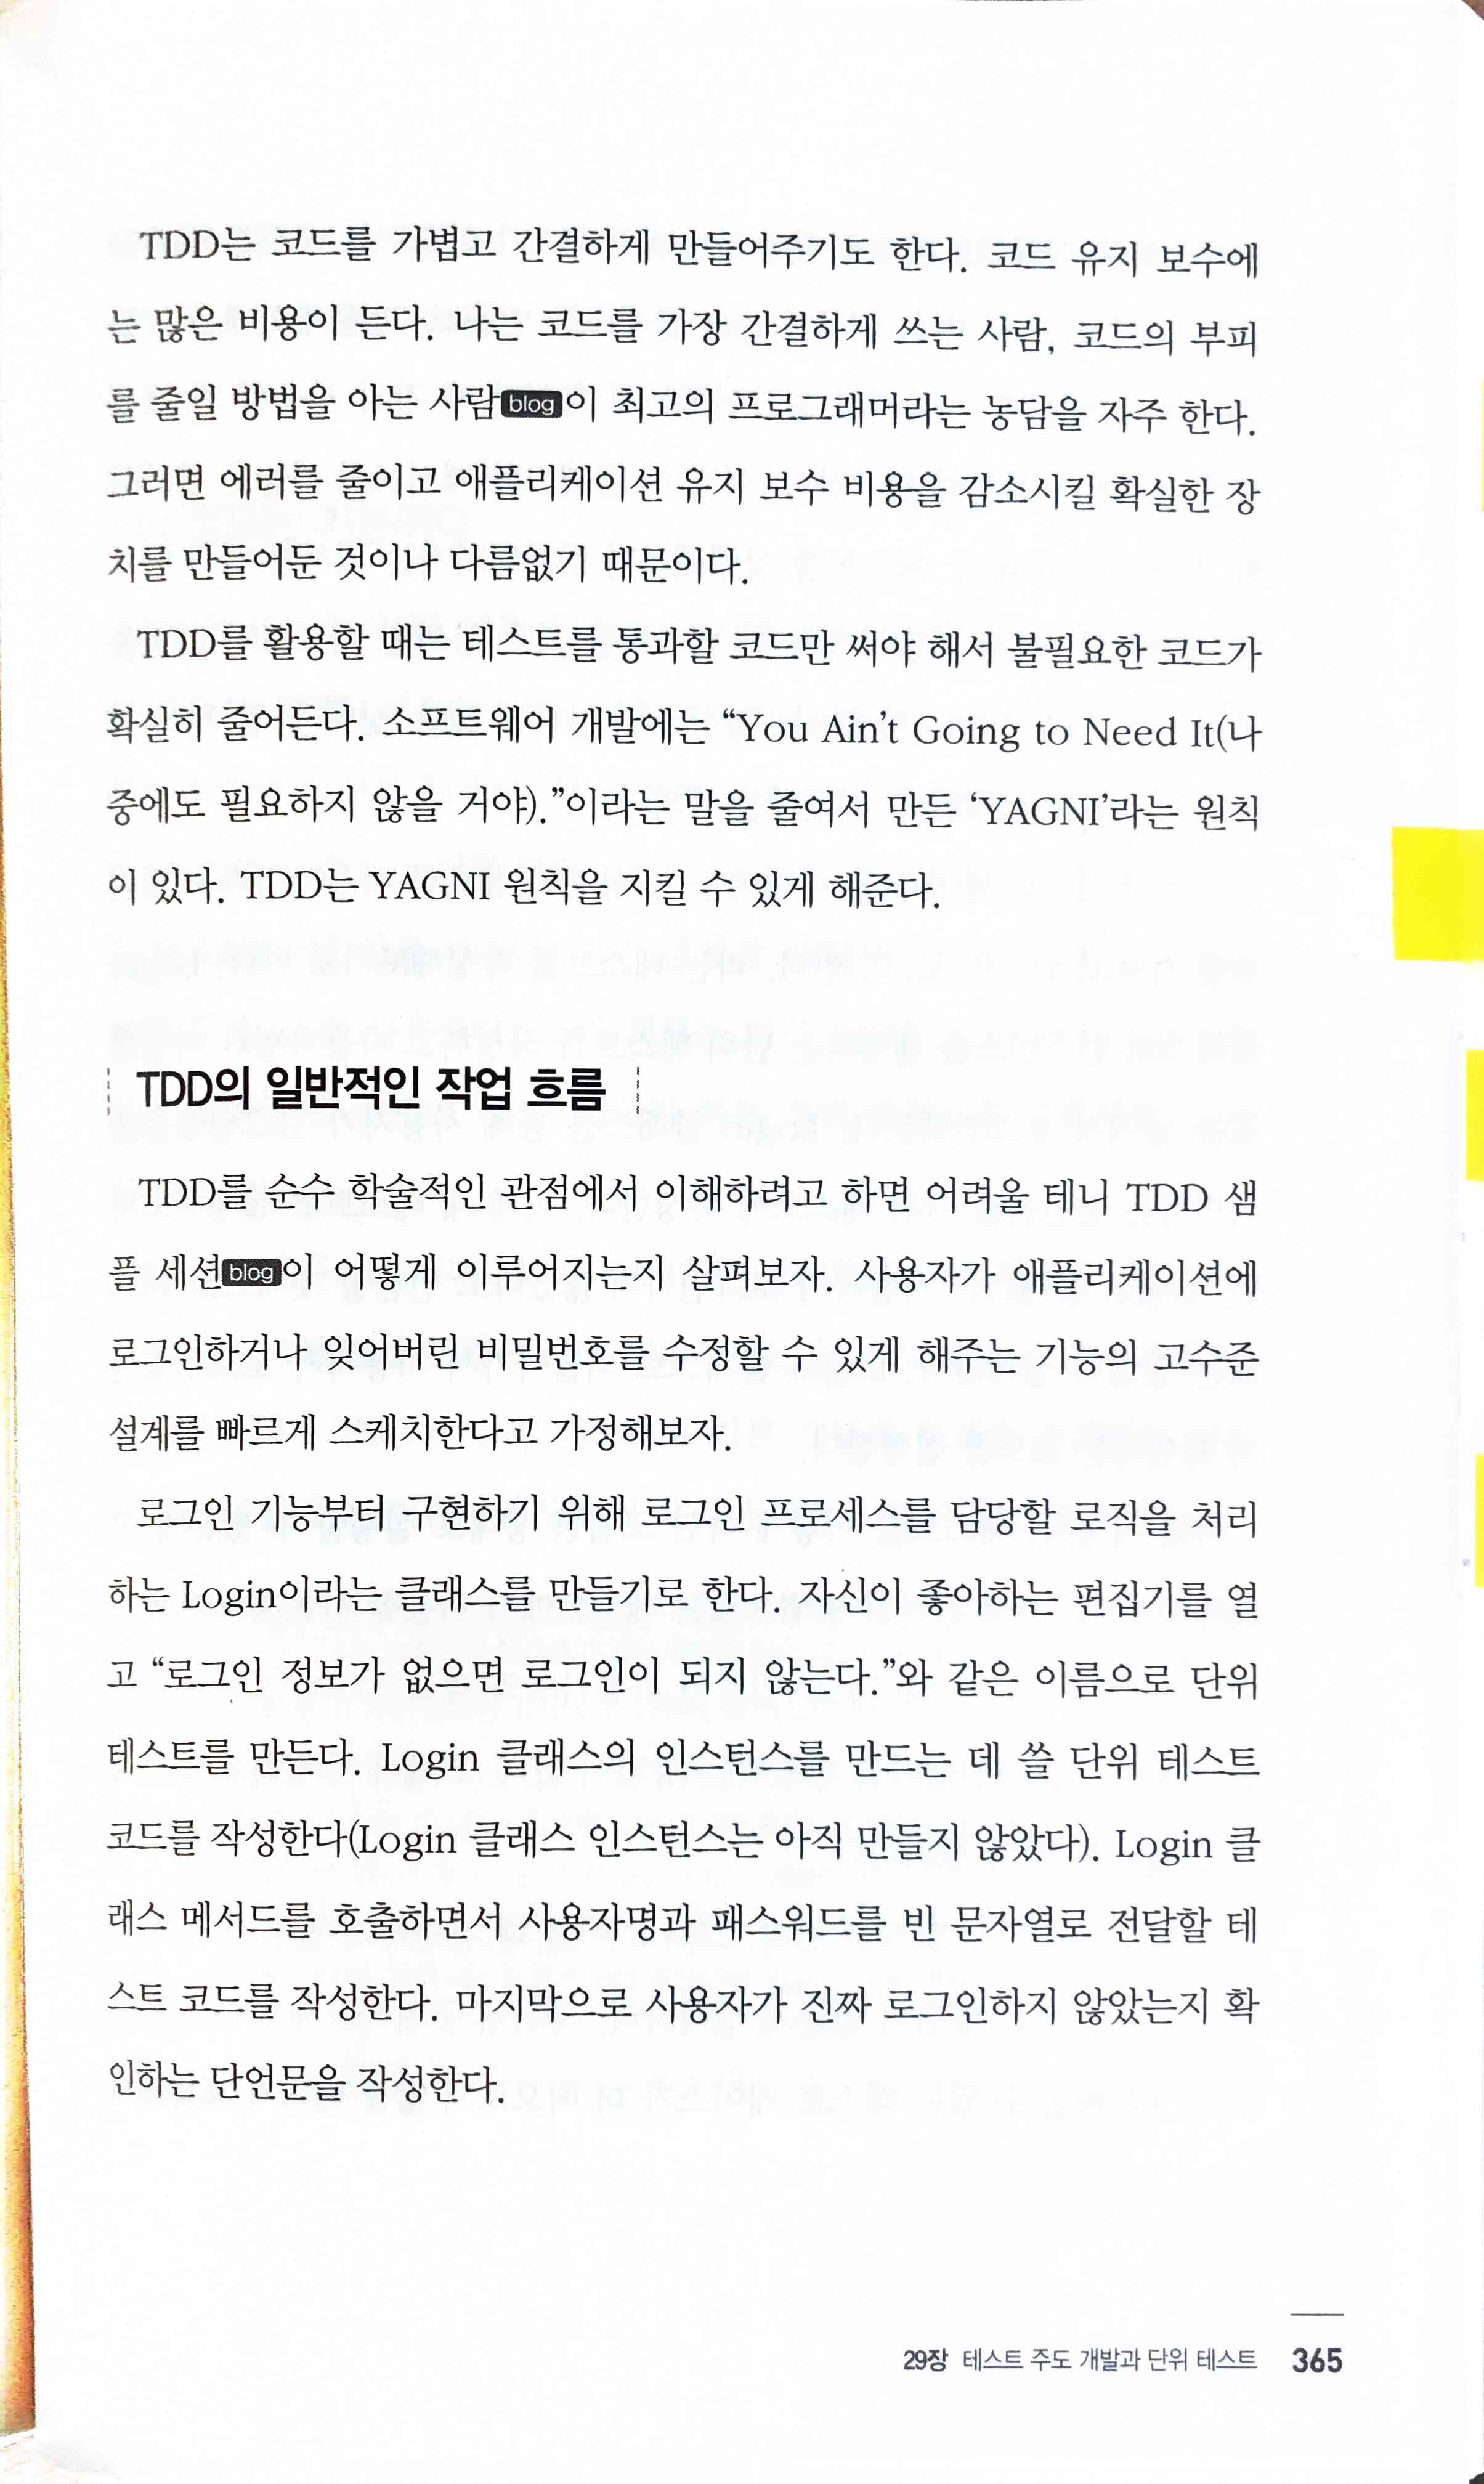 TDD는 코드를 가볍고 간결하게 만들어주기도 한다. 코드 유지 보수에
는 많은 비용이 든다. 나는 코드를 가장 간결하게 쓰는 사람, 코드의 부피
를 줄일 방법을 아는 사람blog이 최고의 프로그래머라는 농담을 자주 한다.
그러면 에러를 줄이고 애플리케이션 유지 보수 비용을 감소시킬 확실한 장
치를 만들어둔 것이나 다름없기 때문이다.
TDD를 활용할 때는 테스트를 통과할 코드만 써야 해서 불필요한 코드가
확실히 줄어든다. 소프트웨어 개발에는 “You Ain't Going to Need It(나
중에도 필요하지 않을 거야).”이라는 말을 줄여서 만든 ‘YAGNI’라는 원칙
이 있다. TDD는 YAGNI 원칙을 지킬 수 있게 해준다.
TDD의 일반적인 작업 흐름
TDD를 순수 학술적인 관점에서 이해하려고 하면 어려울 테니 TDD 샘
플 세션blog이 어떻게 이루어지는지 살펴보자. 사용자가 애플리케이션에
로그인하거나 잊어버린 비밀번호를 수정할 수 있게 해주는 기능의 고수준
설계를 빠르게 스케치한다고 가정해보자.
로그인 기능부터 구현하기 위해 로그인 프로세스를 담당할 로직을 처리
하는 Login이라는 클래스를 만들기로 한다. 자신이 좋아하는 편집기를 열
고 “로그인 정보가 없으면 로그인이 되지 않는다.”와 같은 이름으로 단위
테스트를 만든다. Login 클래스의 인스턴스를 만드는 데 쓸 단위 테스트
코드를 작성한다(Login 클래스 인스턴스는 아직 만들지 않았다). Login 클
래스 메서드를 호출하면서 사용자명과 패스워드를 빈 문자열로 전달할 테
스트 코드를 작성한다. 마지막으로 사용자가 진짜 로그인하지 않았는지 확
인하는 단언문을 작성한다.
29장 테스트 주도 개발과 단위 테스트 365